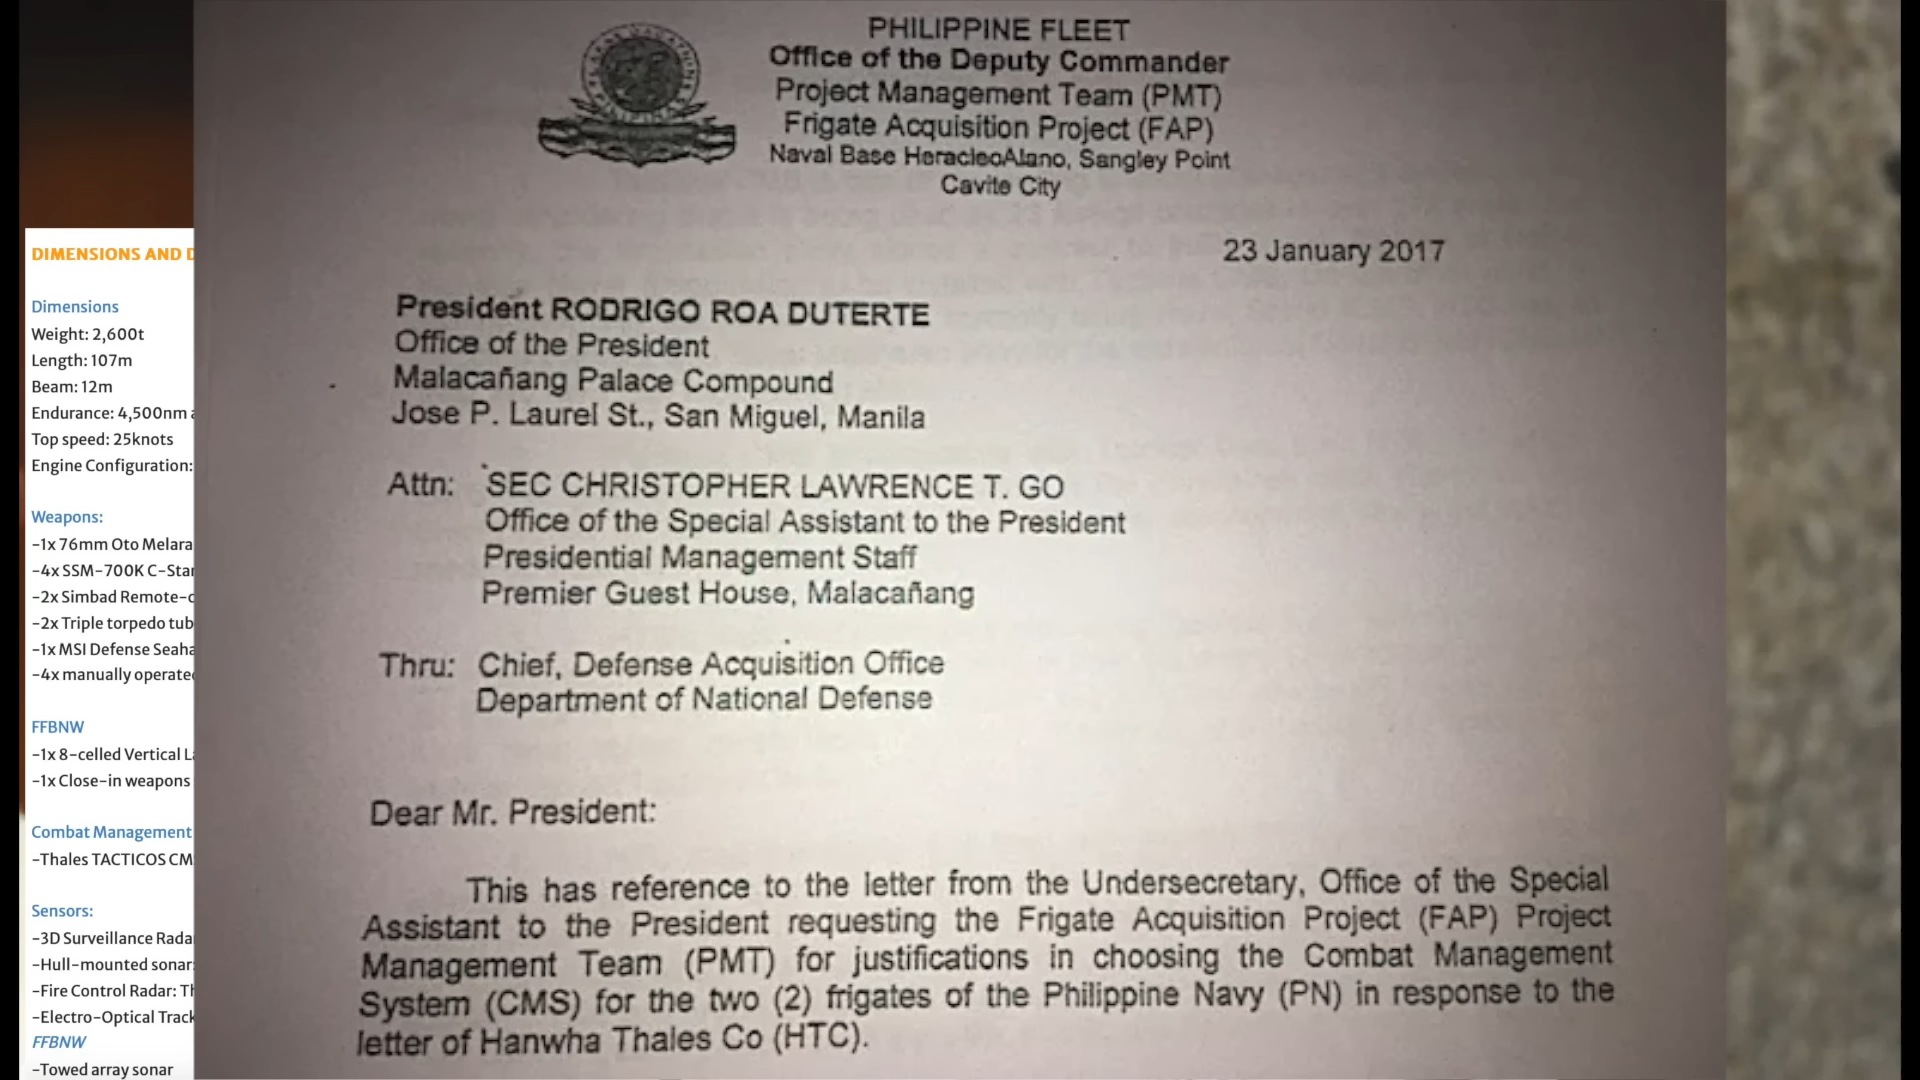 PHILIPPINE FLEET
Office of the Deputy Commander
Project Management Team (PMT)
Frigate Acquisition Project (FAP)
Naval Base HeracleoAlano, Sangley Point
Cavite City
23 January 2017
President RODRIGO ROA DUTERTE
Office of the President
Malacañang Palace Compound
Jose P. Laurel St., San Miguel, Manila
Attn: SEC CHRISTOPHER LAWRENCE T. GO
Office of the Special Assistant to the President
Presidential Management Staff
Premier Guest House, Malacañang
Thru: Chief, Defense Acquisition Office
Department of National Defense
Dear Mr. President:
This has reference to the letter from the Undersecretary, Office of the Special
Assistant to the President requesting the Frigate Acquisition Project (FAP) Project
Management Team (PMT) for justifications in choosing the Combat Management
System (CMS) for the two (2) frigates of the Philippine Navy (PN) in response to the
letter of Hanwha Thales Co (HTC).
DIMENSIONS AND
Dimensions
Weight: 2,600t
Length: 107m
Beam: 12m
Endurance: 4,500nm
Top speed: 25knots
Engine Configuration:
Weapons:
-1x 76mm Oto Melara
-4x SSM-700K C-Star
-2x Simbad Remote-c
-2x Triple torpedo tub
-1x MSI Defense Seaha
-4x manually operated
FFBNW
-1x 8-celled Vertical La
-1x Close-in weapons
Combat Management
-Thales TACTICOS CM
Sensors:
-3D Surveillance Rada
-Hull-mounted sonar:
-Fire Control Radar: Th
-Electro-Optical Track
FFBNW
-Towed array sonar